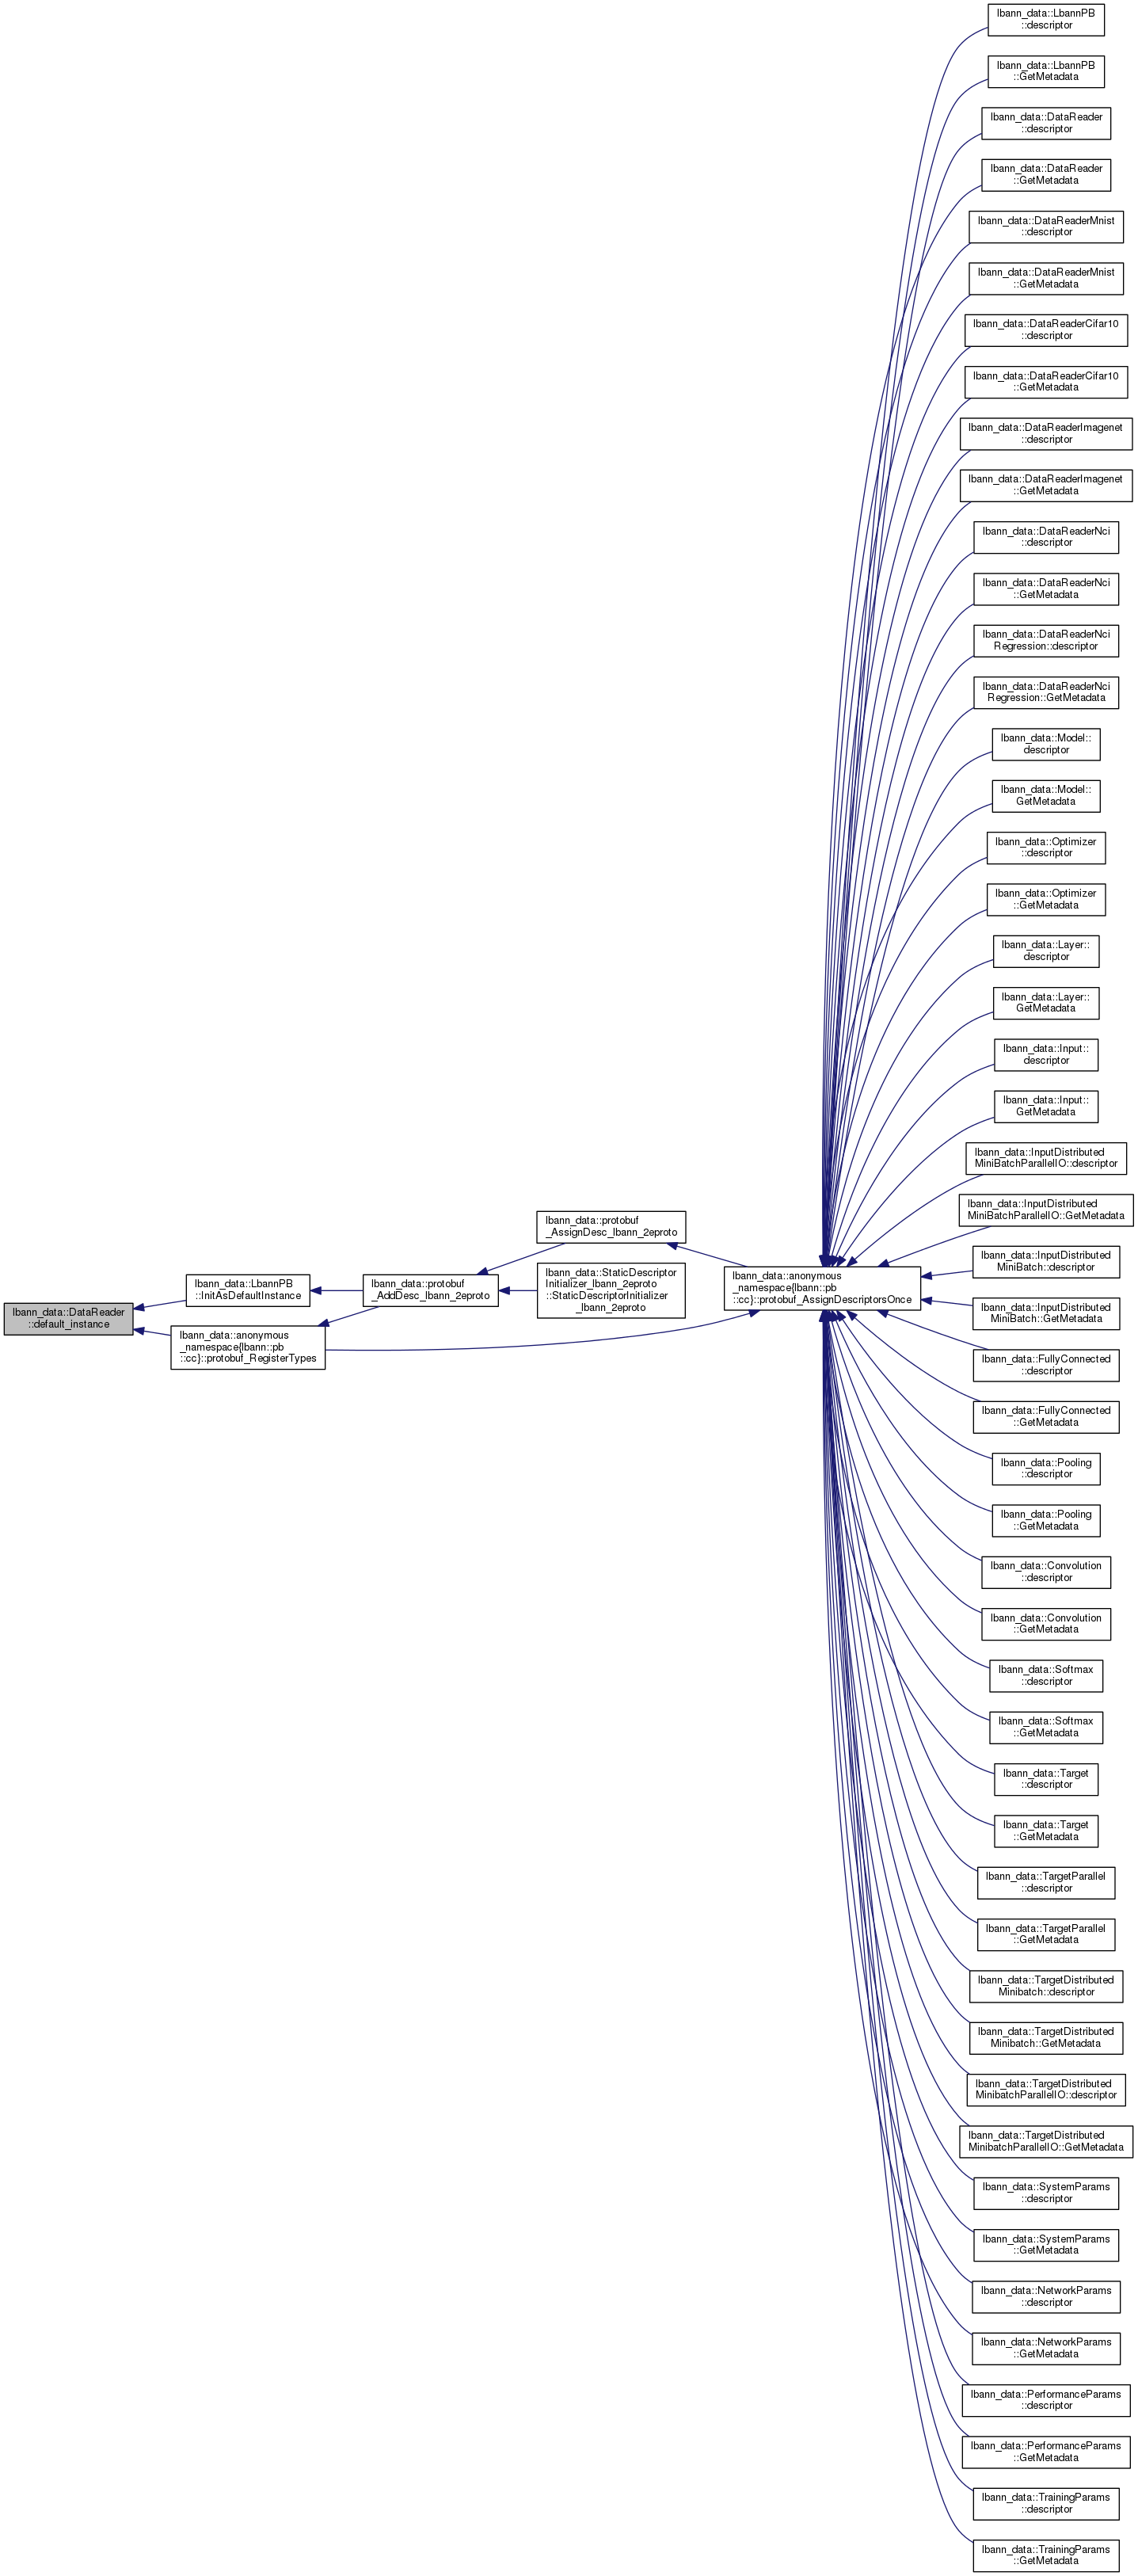 lbann_data::LbannPB
::descriptor
lbann_data::LbannPB
::GetMetadata
lbann_data::DataReader
::descriptor
lbann_data::DataReader
::GetMetadata
lbann_data::DataReaderMnist
::descriptor
lbann_data::DataReaderMnist
::GetMetadata
lbann_data::DataReaderCifar10
::descriptor
lbann_data::DataReaderCifar10
::GetMetadata
lbann_data::DataReaderImagenet
::descriptor
lbann_data::DataReaderImagenet
::GetMetadata
lbann_data::DataReaderNci
::descriptor
lbann_data::DataReaderNci
::GetMetadata
lbann_data::DataReaderNci
Regression::descriptor
lbann_data::DataReaderNci
Regression::GetMetadata
lbann_data::Model::
descriptor
lbann_data::Model::
GetMetadata
lbann_data::Optimizer
::descriptor
lbann_data::Optimizer
::GetMetadata
lbann_data::Layer::
descriptor
lbann_data::Layer::
GetMetadata
lbann_data::Input::
descriptor
lbann_data::Input::
GetMetadata
lbann_data::InputDistributed
MiniBatchParallelIO::descriptor
lbann_data::InputDistributed
MiniBatchParallelIO::GetMetadata
lbann_data::InputDistributed
MiniBatch::descriptor
lbann_data::InputDistributed
MiniBatch::GetMetadata
lbann_data::FullyConnected
::descriptor
lbann_data::FullyConnected
::GetMetadata
lbann_data::Pooling
::descriptor
lbann_data::Pooling
::GetMetadata
lbann_data::Convolution
::descriptor
lbann_data::Convolution
::GetMetadata
lbann_data::Softmax
::descriptor
lbann_data::Softmax
::GetMetadata
lbann_data::Target
::descriptor
lbann_data::Target
::GetMetadata
lbann_data::TargetParallel
::descriptor
lbann_data::TargetParallel
::GetMetadata
lbann_data::TargetDistributed
Minibatch::descriptor
lbann_data::TargetDistributed
Minibatch::GetMetadata
lbann_data::TargetDistributed
MinibatchParallelIO::descriptor
lbann_data::TargetDistributed
MinibatchParallelIO::GetMetadata
lbann_data::SystemParams
::descriptor
lbann_data::SystemParams
::GetMetadata
lbann_data::NetworkParams
::descriptor
lbann_data::NetworkParams
::GetMetadata
lbann_data::PerformanceParams
::descriptor
lbann_data::PerformanceParams
::GetMetadata
lbann_data::TrainingParams
::descriptor
lbann_data::TrainingParams
::GetMetadata
lbann_data::protobuf
_AssignDesc_lbann_2eproto
lbann_data::StaticDescriptor
Initializer_lbann_2eproto
::StaticDescriptorInitializer
_lbann_2eproto
lbann_data::anonymous
_namespace{lbann::pb
::cc}::protobuf_AssignDescriptorsOnce
lbann_data::LbannPB
::InitAsDefaultInstance
lbann_data::protobuf
_AddDesc_lbann_2eproto
lbann_data::DataReader
::default_instance
lbann_data::anonymous
_namespace{lbann::pb
::cc}::protobuf_RegisterTypes